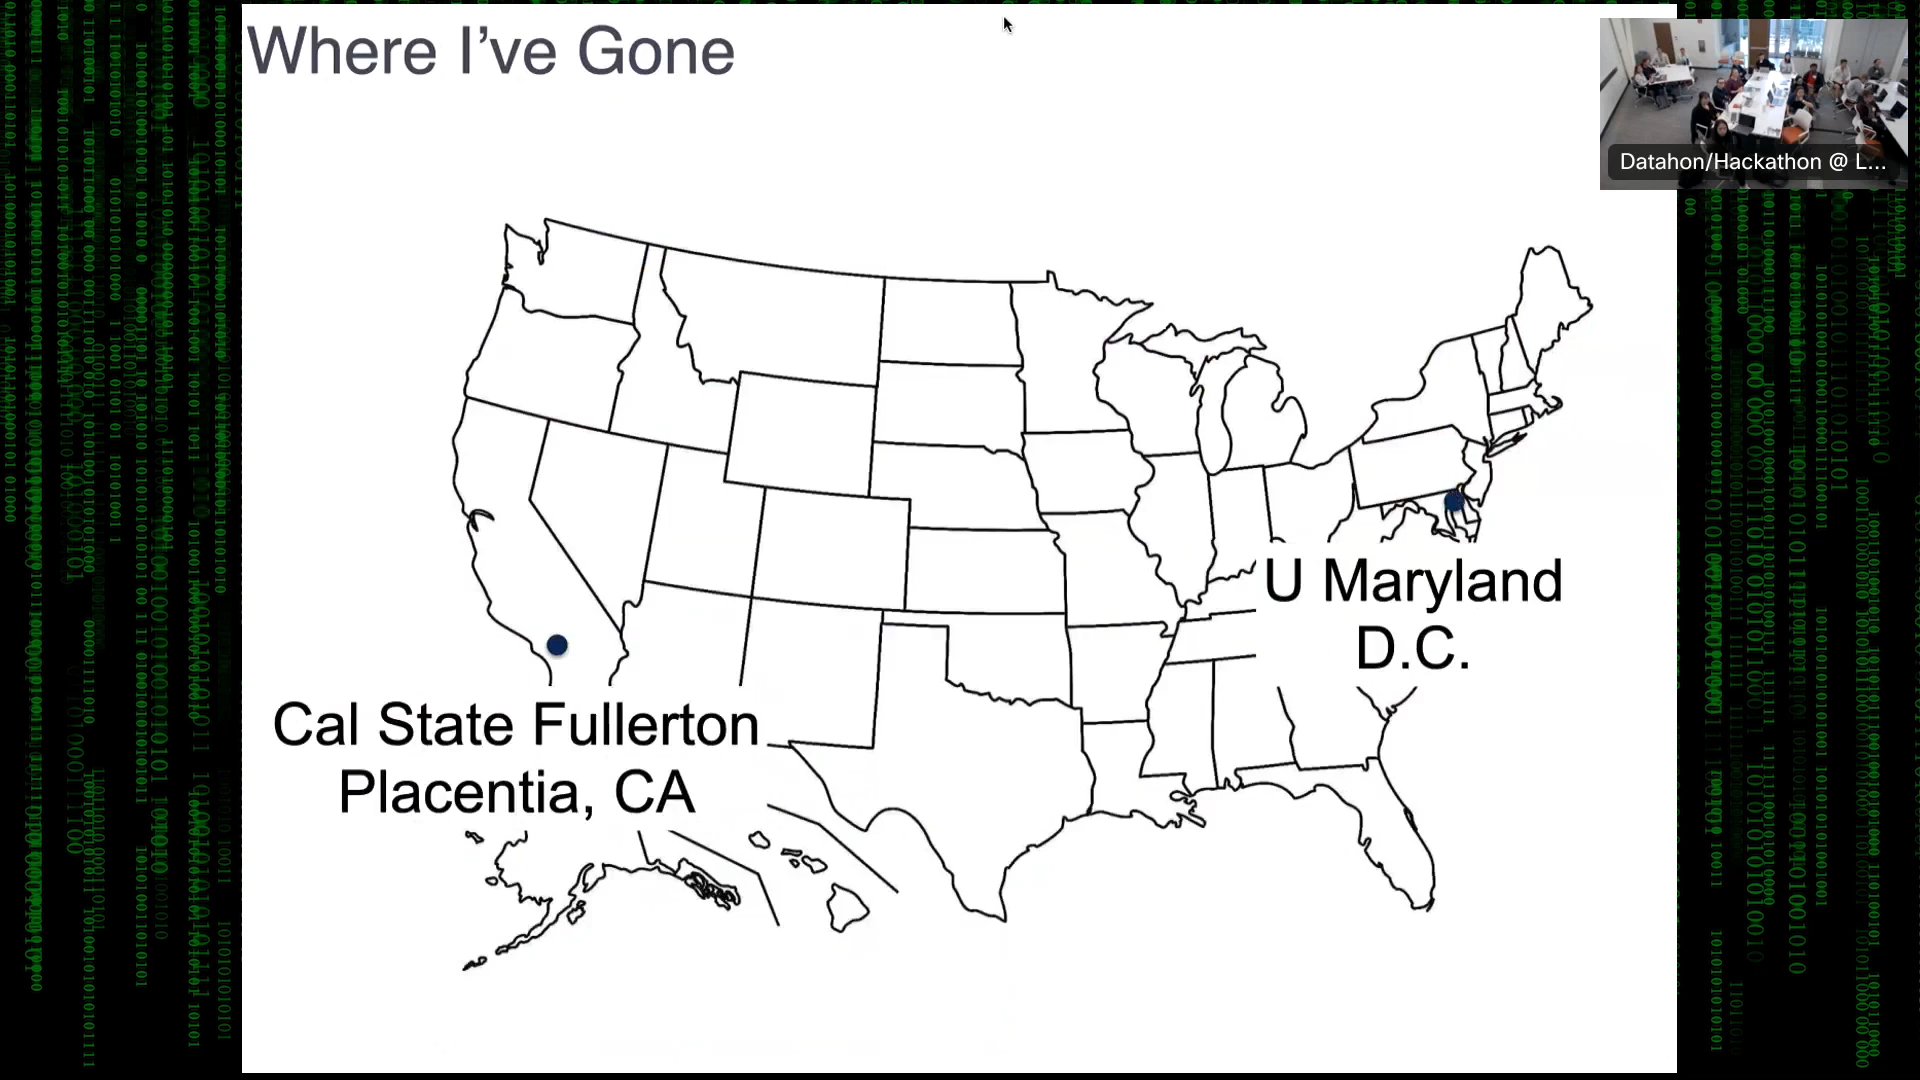 Where I've Gone
Datahon/Hackathon @ L...
U Maryland
D.C.
Cal State Fullerton
Placentia, CA